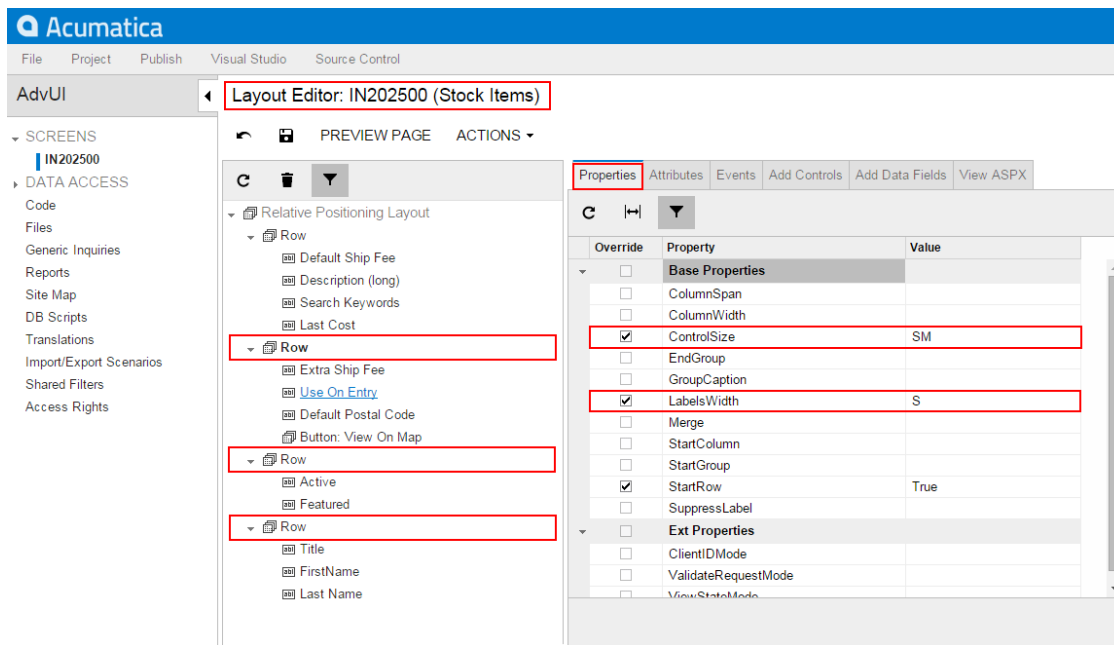 Acumatica
File Project Publish Visual Studio Source Control
AdvUI
Layout Editor: IN202500 (Stock Items)
SCREENS
IN202500
DATA ACCESS
Code
Files
Generic Inquiries
Reports
Site Map
DB Scripts
Translations
Import/Export Scenarios
Shared Filters
Access Rights
PREVIEW PAGE ACTIONS
Relative Positioning Layout
Row
Default Ship Fee
Description (long)
Search Keywords
Last Cost
Row
Extra Ship Fee
Use On Entry
Default Postal Code
Button: View On Map
Row
Active
Featured
Row
Title
FirstName
Last Name
Properties Attributes Events Add Controls Add Data Fields View ASPX
Override Property Value
Base Properties
ColumnSpan
ColumnWidth
ControlSize SM
EndGroup
GroupCaption
LabelsWidth S
Merge
StartColumn
StartGroup
StartRow True
SuppressLabel
Ext Properties
ClientIDMode
ValidateRequestMode
ViewStateMode